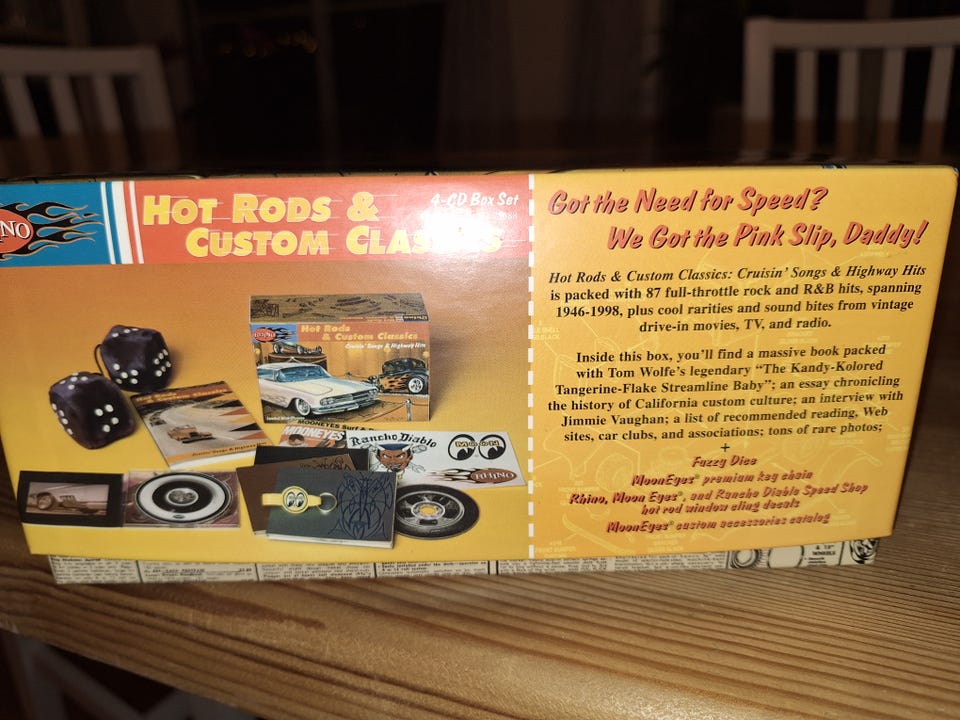 NO
HOT RODS &
CUSTOM CLASSICS
4-CD Box Set
Hot Rods
& Custom Classics
Cruisin' Songs & Highway Hits
MOONEYES
Rancho Diablo
MOON
RHINO
Got the Need for Speed?
We Got the Pink Slip, Daddy!
Hot Rods & Custom Classics: Cruisin' Songs & Highway Hits
is packed with 87 full-throttle rock and R&B hits, spanning
1946-1998, plus cool rarities and sound bites from vintage
drive-in movies, TV, and radio.
Inside this box, you'll find a massive book packed
with Tom Wolfe's legendary "The Kandy-Kolored
Tangerine-Flake Streamline Baby"; an essay chronicling
the history of California custom culture; an interview with
Jimmie Vaughan; a list of recommended reading, Web
sites, car clubs, and associations; tons of rare photos;
+
Fuzzy Dice
MoonEyes® premium key chain
Rhino, Moon Eyes®, and Rancho Diablo Speed Shop
hot rod window cling decals
MoonEyes® custom accessories catalog
& 15"
WHEELS